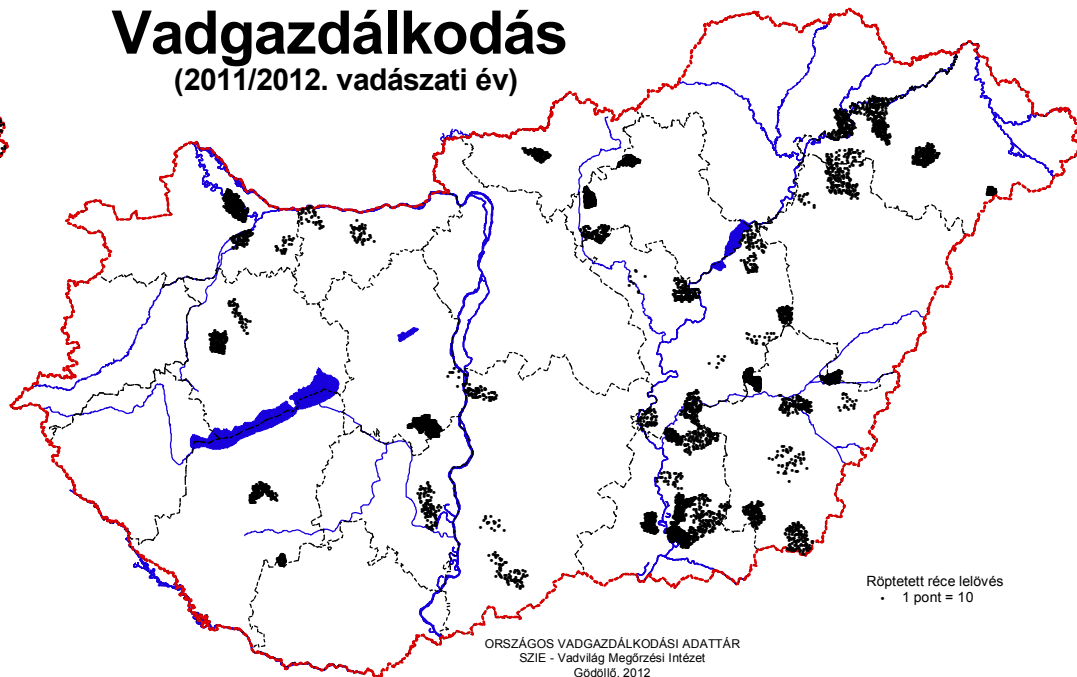 Vadgazdálkodás
(2011/2012. vadászati év)
Röptetett réce lelövés
1 pont = 10
ORSZÁGOS VADGAZDÁLKODÁSI ADATTÁR
SZIE - Vadvilág Megőrzési Intézet
Gödöllő, 2012